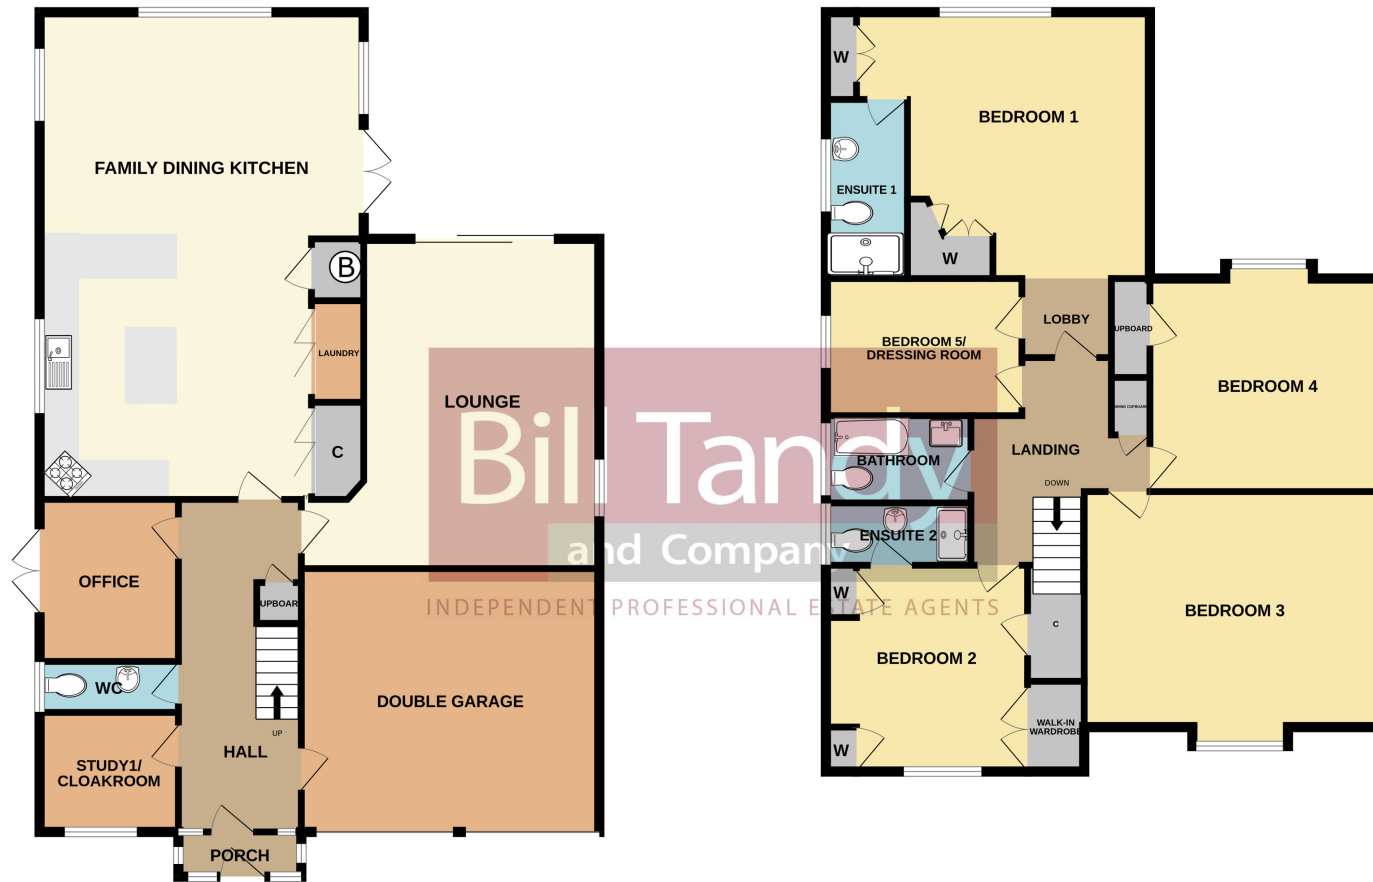 FAMILY DINING KITCHEN
B
LAUNDRY
C
LOUNGE
OFFICE
UPBOAR
WC
DOUBLE GARAGE
UP
HALL
STUDY1/
CLOAKROOM
PORCH
W
BEDROOM 1
ENSUITE 1
W
LOBBY
UPBOARD
BEDROOM 5/
DRESSING ROOM
BEDROOM 4
LANDING
BATHROOM
DOWN
ENSUITE 2
W
BEDROOM 3
C
BEDROOM 2
WALK-IN
WARDROBE
W
Bill Tandy
and Company
INDEPENDENT PROFESSIONAL ESTATE AGENTS